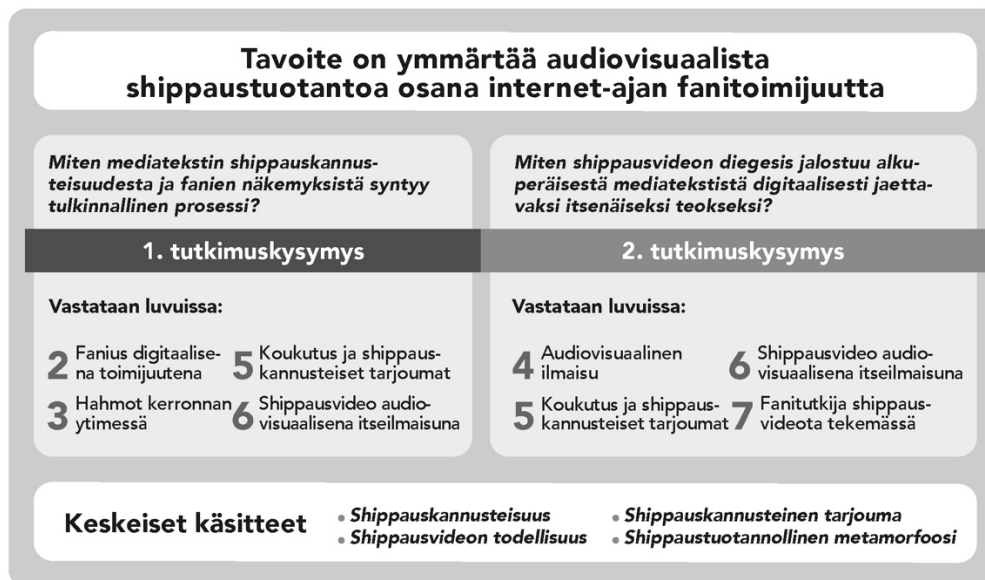 Tavoite on ymmärtää audiovisuaalista
shippaustuotantoa osana internet-ajan fanitoimijuutta
Miten mediatekstin shippauskannus-
teisuudesta ja fanien näkemyksistä syntyy
tulkinnallinen prosessi?
1. tutkimuskysymys
Vastataan luvuissa:
2 Fanius digitaalise-
na toimijuutena
5 Koukutus ja shippaus-
kannusteiset tarjoumat
3 Hahmot kerronnan
ytimessä
6 Shippausvideo audio-
visuaalisena itseilmaisuna
Miten shippausvideon diegesis jalostuu alku-
peräisestä mediatekstistä digitaalisesti jaetta-
vaksi itsenäiseksi teokseksi?
2. tutkimuskysymys
Vastataan luvuissa:
4 Audiovisuaalinen
ilmaisu
6 Shippausvideo audio-
visuaalisena itseilmaisuna
5 Koukutus ja shippaus-
kannusteiset tarjoumat
7 Fanitutkija shippaus-
videota tekemässä
Keskeiset käsitteet
• Shippauskannusteisuus
• Shippausvideon todellisuus
• Shippauskannusteinen tarjouma
• Shippaustuotannollinen metamorfoosi